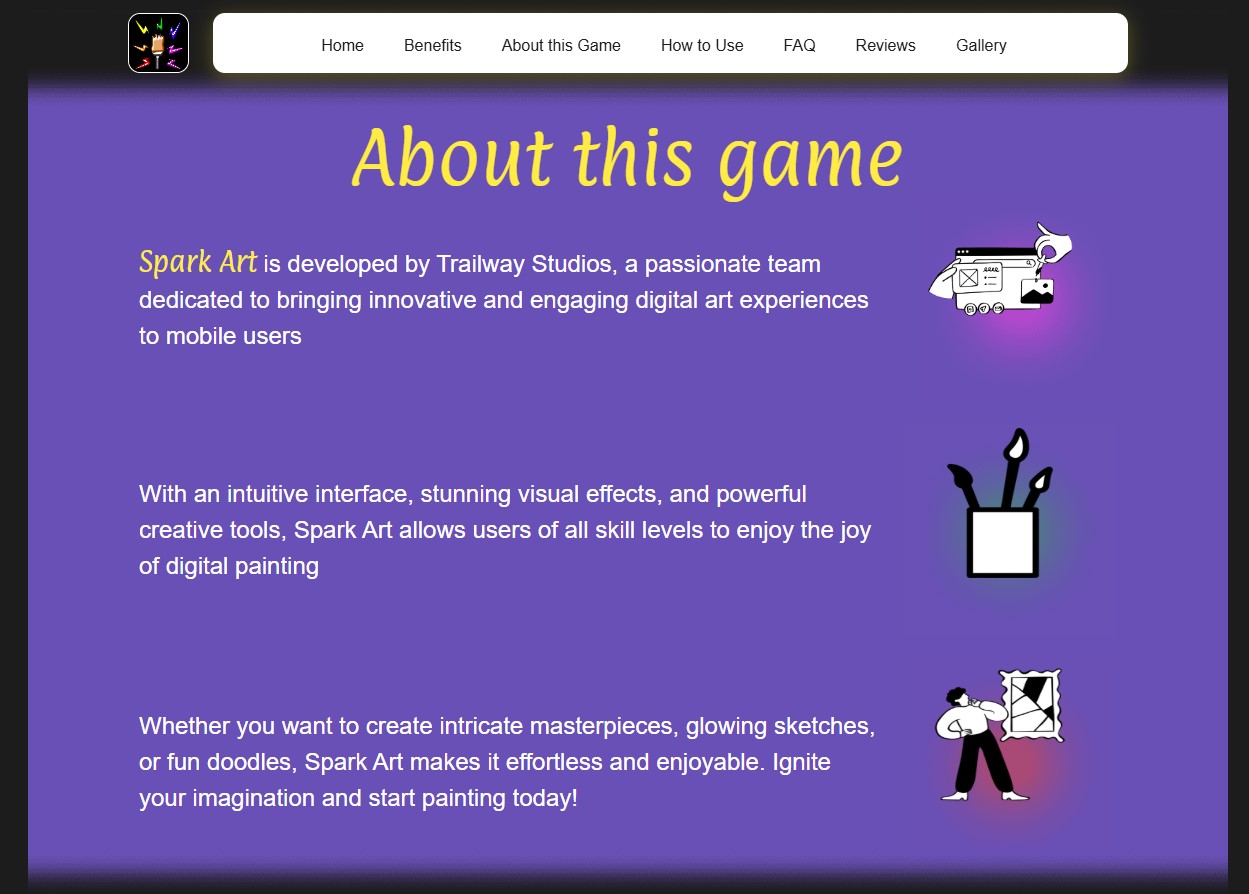 Home Benefits About this Game How to Use FAQ Reviews Gallery
About this game
Spark Art is developed by Trailway Studios, a passionate team
dedicated to bringing innovative and engaging digital art experiences
to mobile users
With an intuitive interface, stunning visual effects, and powerful
creative tools, Spark Art allows users of all skill levels to enjoy the joy
of digital painting
Whether you want to create intricate masterpieces, glowing sketches,
or fun doodles, Spark Art makes it effortless and enjoyable. Ignite
your imagination and start painting today!